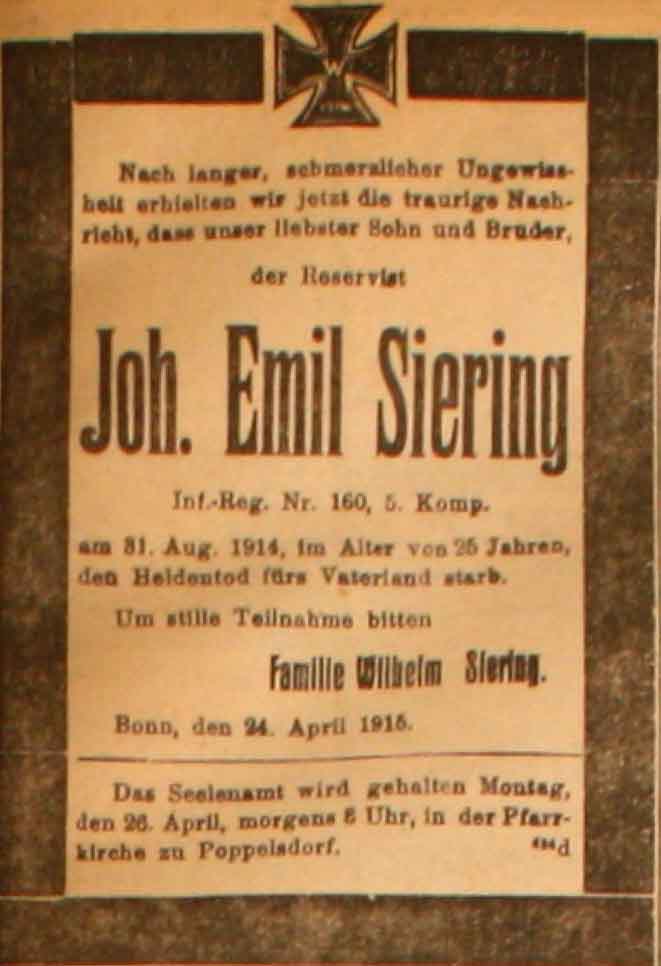 W
Nach langer, schmerzlicher Ungewiss-
heit erhielten wir jetzt die traurige Nach-
richt, dass unser liebster Sohn und Bruder,
der Reservist
Joh. Emil Siering
Inf.-Reg. Nr. 160, 5. Komp.
am 31. Aug. 1914, im Alter von 25 Jahren,
den Heldentod fürs Vaterland starb.
Um stille Teilnahme bitten
Familie Wilhelm Siering.
Bonn, den 24. April 1915.
Das Seelenamt wird gehalten Montag,
den 26. April, morgens Uhr, in der Pfarr-
kirche zu Poppelsdorf. d